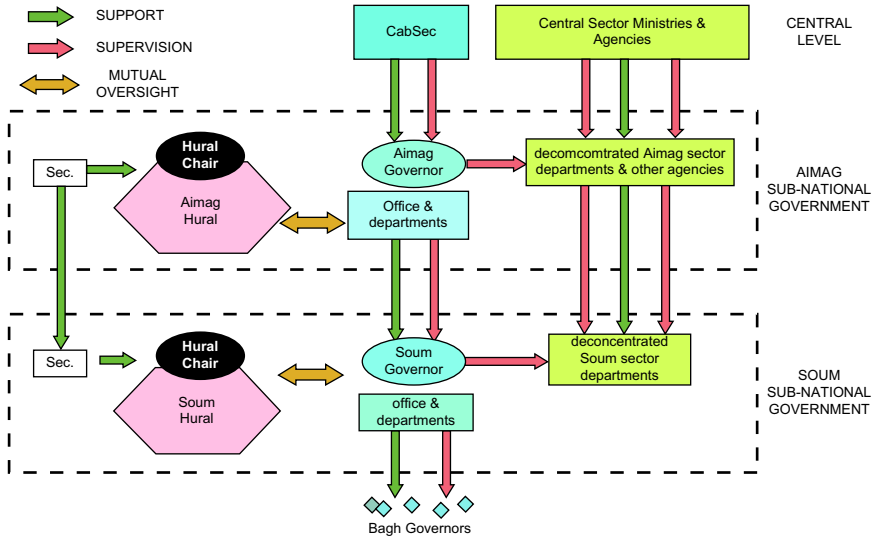 SUPPORT
SUPERVISION
MUTUAL
OVERSIGHT
CabSec
Central Sector Ministries &
Agencies
CENTRAL
LEVEL
Sec.
Hural
Chair
Aimag
Hural
Aimag
Governor
Office &
departments
decomcomtrated Aimag sector
departments & other agencies
AIMAG
SUB-NATIONAL
GOVERNMENT
Sec.
Hural
Chair
Soum
Hural
Soum
Governor
office &
departments
deconcentrated
Soum sector
departments
SOUM
SUB-NATIONAL
GOVERNMENT
Bagh Governors